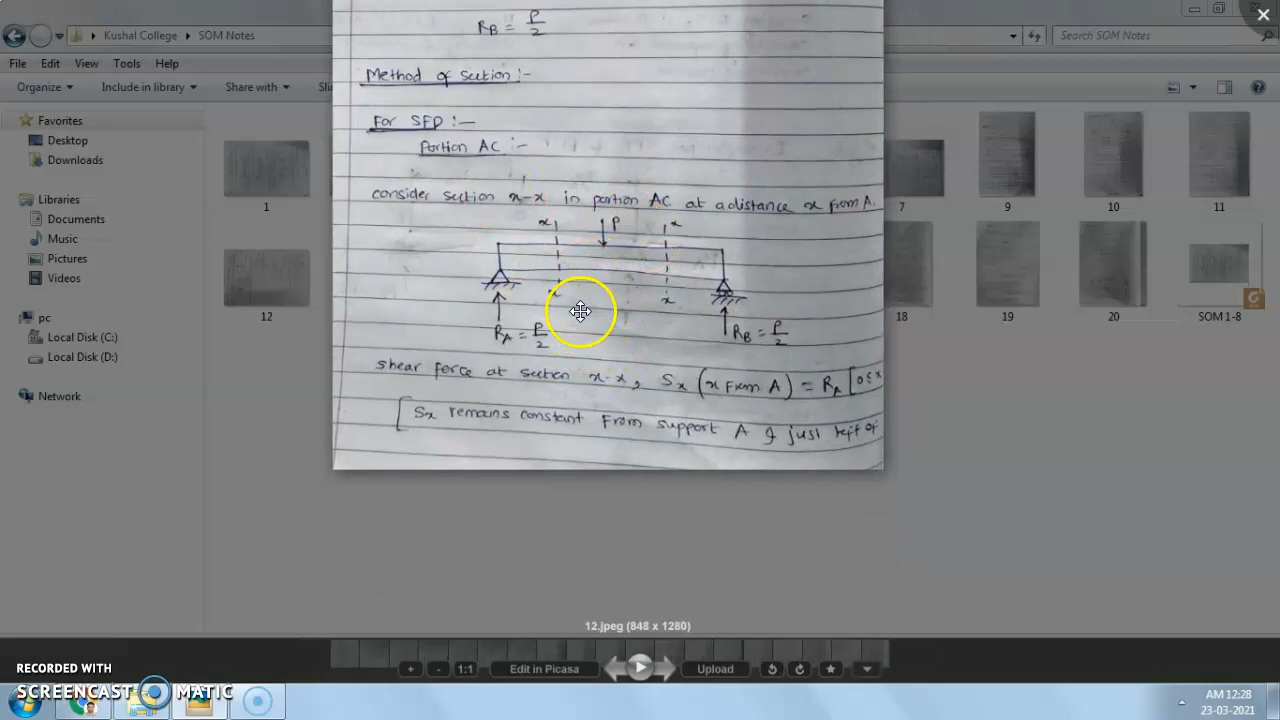 R_B = P/2
Kushal College ▸ SOM Notes
Search SOM Notes
File Edit View Tools Help
Method of section :-
Organize Include in library Share with
For SFD :-
Favorites
Portion AC :-
Desktop
Downloads
consider section x-x in portion AC at a distance x from A.
Libraries
Documents
Music
Pictures
Videos
1
7
9
10
11
x P x
x x
R_A = P/2
R_B = P/2
12
18
19
20
SOM 1-8
pc
Local Disk (C:)
Local Disk (D:)
Network
shear force at section x-x, Sx (x from A) = R_A [0≤x
[Sx remains constant from support A & just left of
12.jpeg (848 x 1280)
+ - 1:1 Edit in Picasa Upload
RECORDED WITH
SCREENCAST MATIC
AM 12:28
23-03-2021